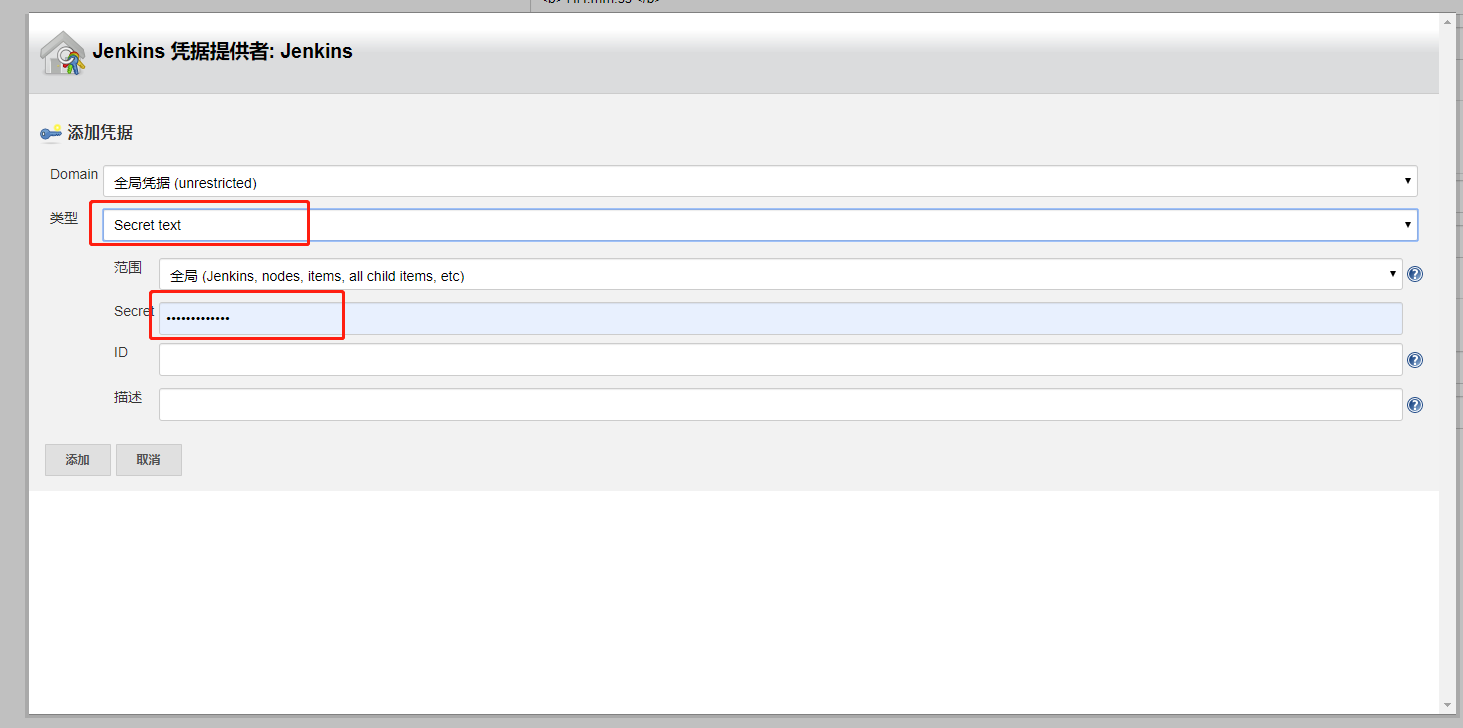 Jenkins 凭据提供者: Jenkins
添加凭据
Domain
全局凭据 (unrestricted)
类型
Secret text
范围
全局 (Jenkins, nodes, items, all child items, etc)
Secret
•••••••••••••
ID
描述
添加
取消